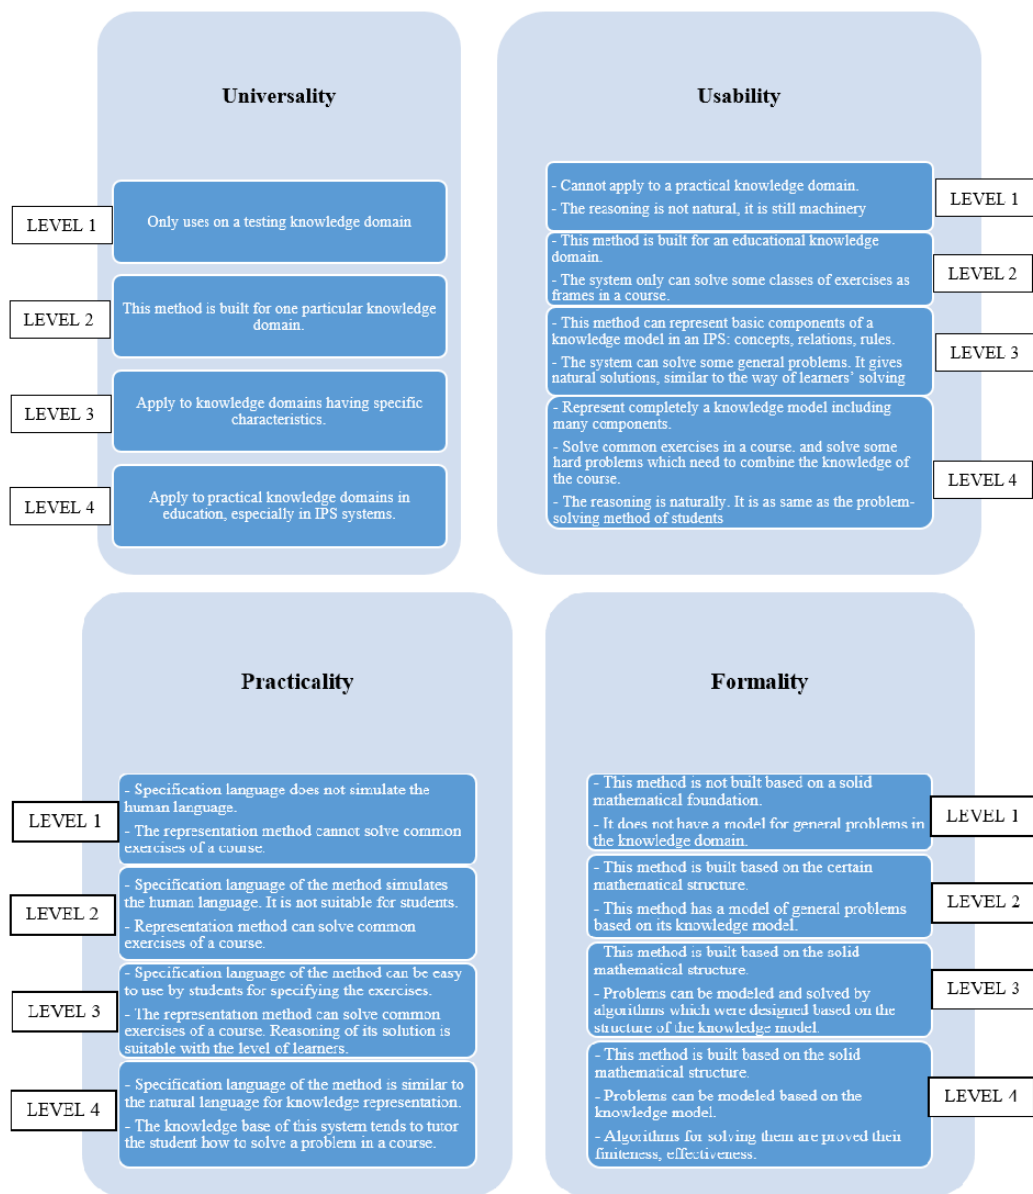 Universality
LEVEL 1
Only uses on a testing knowledge domain
LEVEL 2
This method is built for one particular knowledge
domain.
LEVEL 3
Apply to knowledge domains having specific
characteristics.
LEVEL 4
Apply to practical knowledge domains in
education, especially in IPS systems.
Usability
- Cannot apply to a practical knowledge domain.
- The reasoning is not natural, it is still machinery
LEVEL 1
- This method is built for an educational knowledge
domain.
- The system only can solve some classes of exercises as
frames in a course.
LEVEL 2
- This method can represent basic components of a
knowledge model in an IPS: concepts, relations, rules.
- The system can solve some general problems. It gives
natural solutions, similar to the way of learners’ solving
LEVEL 3
- Represent completely a knowledge model including
many components.
- Solve common exercises in a course. and solve some
hard problems which need to combine the knowledge of
the course.
- The reasoning is naturally. It is as same as the problem-
solving method of students
LEVEL 4
Practicality
LEVEL 1
- Specification language does not simulate the
human language.
- The representation method cannot solve common
exercises of a course.
LEVEL 2
- Specification language of the method simulates
the human language. It is not suitable for students.
- Representation method can solve common
exercises of a course.
LEVEL 3
- Specification language of the method can be easy
to use by students for specifying the exercises.
- The representation method can solve common
exercises of a course. Reasoning of its solution is
suitable with the level of learners.
LEVEL 4
- Specification language of the method is similar to
the natural language for knowledge representation.
- The knowledge base of this system tends to tutor
the student how to solve a problem in a course.
Formality
- This method is not built based on a solid
mathematical foundation.
- It does not have a model for general problems in
the knowledge domain.
LEVEL 1
- This method is built based on the certain
mathematical structure.
- This method has a model of general problems
based on its knowledge model.
LEVEL 2
This method is built based on the solid
mathematical structure.
- Problems can be modeled and solved by
algorithms which were designed based on the
structure of the knowledge model.
LEVEL 3
- This method is built based on the solid
mathematical structure.
- Problems can be modeled based on the
knowledge model.
- Algorithms for solving them are proved their
finiteness, effectiveness.
LEVEL 4